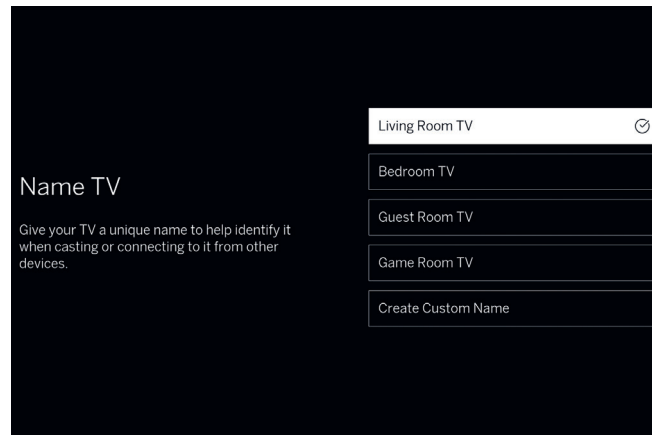 Name TV
Give your TV a unique name to help identify it
when casting or connecting to it from other
devices.
Living Room TV
Bedroom TV
Guest Room TV
Game Room TV
Create Custom Name